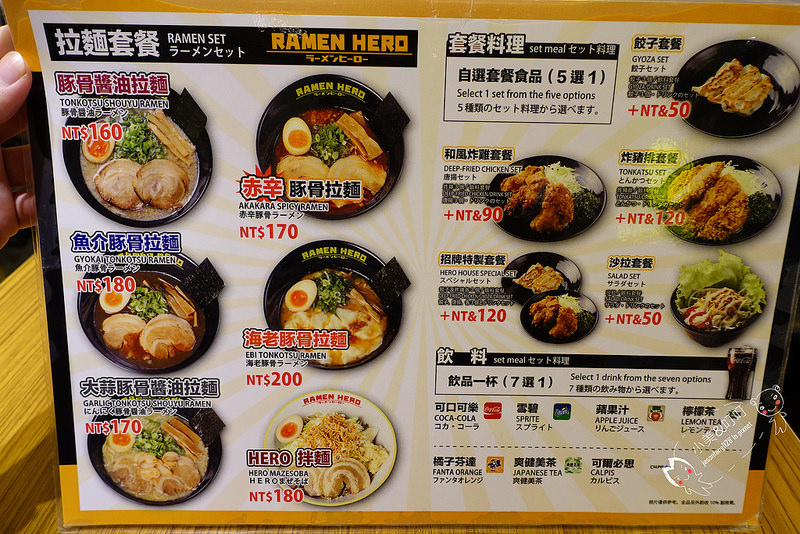 拉麵套餐
RAMEN SET
ラーメンセット
RAMEN HERO
ラーメンヒーロー
豚骨醬油拉麵
TONKOTSU SHOUYU RAMEN
豚骨醤油ラーメン
NT$160
RAMEN HERO
赤辛 豚骨拉麵
AKAKARA SPICY RAMEN
赤辛豚骨ラーメン
NT$170
魚介豚骨拉麵
GYOKAI TONKOTSU RAMEN
魚介豚骨ラーメン
NT$180
RAMEN HERO
海老豚骨拉麵
EBI TONKOTSU RAMEN
海老豚骨ラーメン
NT$200
大蒜豚骨醬油拉麵
GARLIC TONKOTSU SHOUYU RAMEN
にんにく豚骨醤油ラーメン
NT$170
RAMEN HERO
HERO 拌麵
HERO MAZESOBA
HEROまぜそば
NT$180
套餐料理 set meal セット料理
自選套餐食品（5選1）
Select 1 set from the five options
5種類のセット料理から選べます。
餃子套餐
GYOZA SET
餃子セット
+NT&50
和風炸雞套餐
DEEP-FRIED CHICKEN SET
唐揚セット
+NT&90
炸豬排套餐
TONKATSU SET
とんかつセット
+NT&120
招牌特製套餐
HERO HOUSE SPECIAL SET
スペシャルセット
+NT&120
沙拉套餐
SALAD SET
サラダセット
+NT&50
飲料 set meal セット料理
飲品一杯（7選1）
Select 1 drink from the seven options
7種類の飲み物から選べます。
可口可樂
COCA-COLA
コカ・コーラ
雪碧
SPRITE
スプライト
蘋果汁
APPLE JUICE
りんごジュース
檸檬茶
LEMON TEA
橘子芬達
FANTA ORANGE
ファンタオレンジ
爽健美茶
JAPANESE TEA
爽健美茶
可爾必思
CALPIS
カルピス